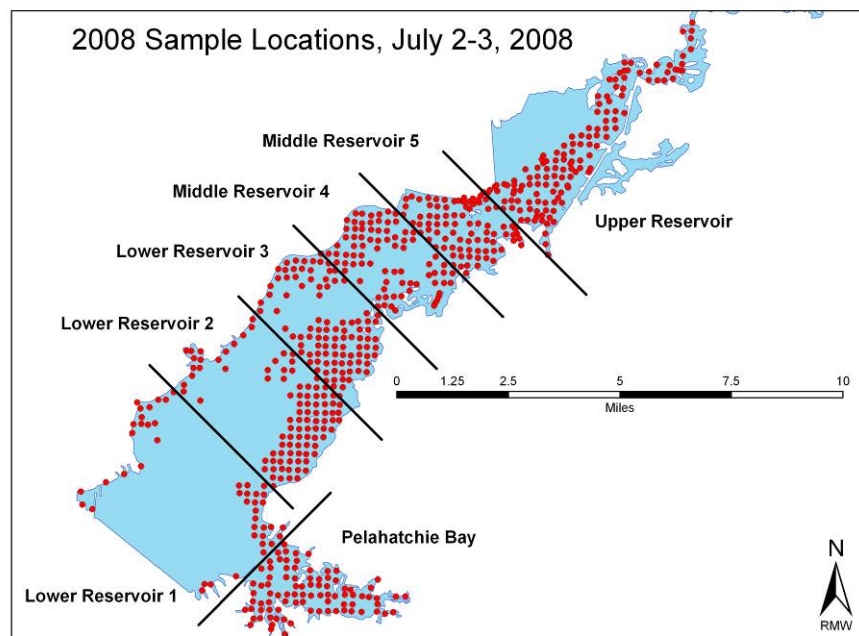 2008 Sample Locations, July 2-3, 2008
Middle Reservoir 5
Middle Reservoir 4
Upper Reservoir
Lower Reservoir 3
Lower Reservoir 2
0 1.25 2.5 5 7.5 10
Miles
Pelahatchie Bay
N
Lower Reservoir 1
RMW